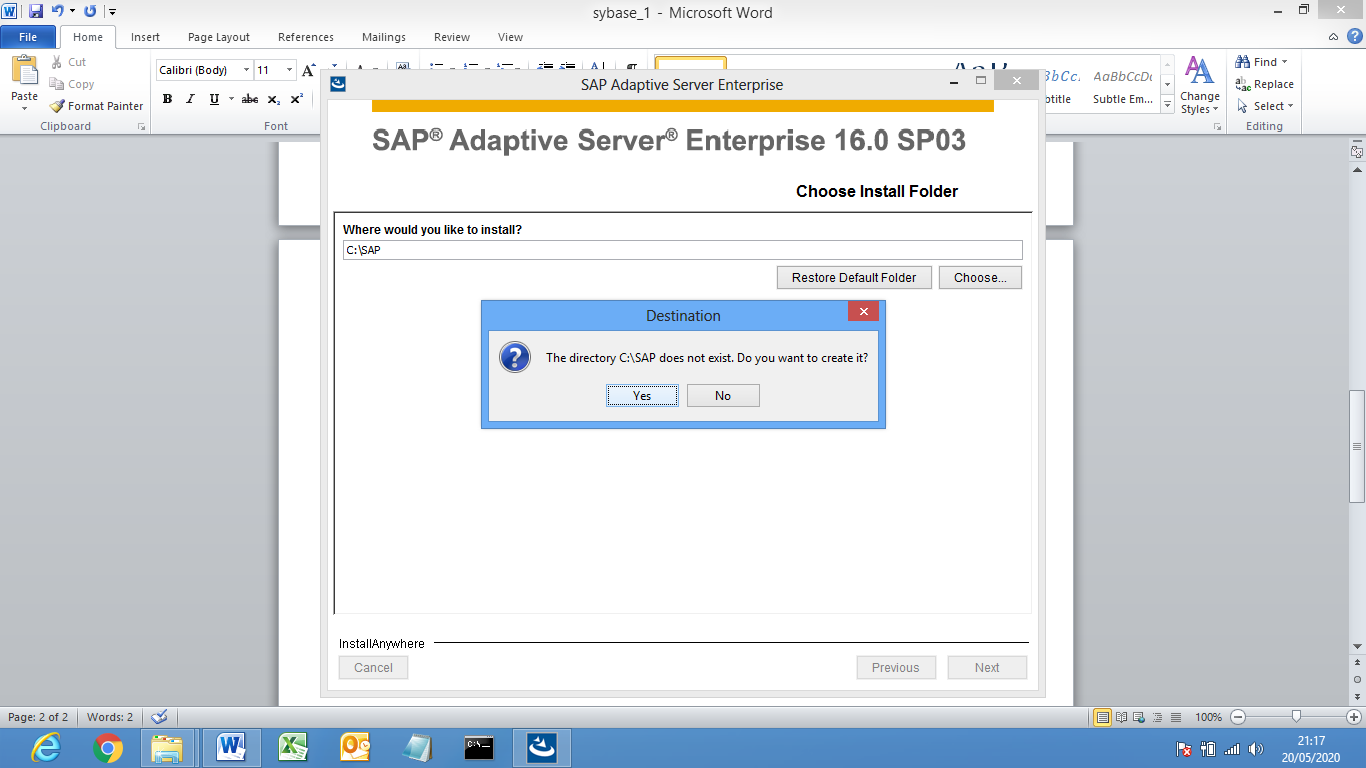 sybase_1 - Microsoft Word
File Home Insert Page Layout References Mailings Review View
Cut
Calibri (Body) 11
Find
Copy
Replace
Paste
Format Painter
B I U abc
Subtle Em...
Change Styles
Select
Clipboard
Font
Editing
SAP Adaptive Server Enterprise
SAP® Adaptive Server® Enterprise 16.0 SP03
Choose Install Folder
Where would you like to install?
C:\SAP
Restore Default Folder Choose...
Destination
The directory C:\SAP does not exist. Do you want to create it?
Yes No
InstallAnywhere
Cancel Previous Next
Page: 2 of 2 Words: 2 100%
21:17
20/05/2020